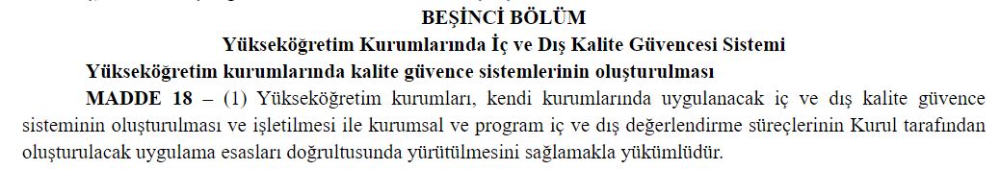 BEŞİNCİ BÖLÜM
Yükseköğretim Kurumlarında İç ve Dış Kalite Güvencesi Sistemi
Yükseköğretim kurumlarında kalite güvence sistemlerinin oluşturulması
MADDE 18 – (1) Yükseköğretim kurumları, kendi kurumlarında uygulanacak iç ve dış kalite güvence
sisteminin oluşturulması ve işletilmesi ile kurumsal ve program iç ve dış değerlendirme süreçlerinin Kurul tarafından
oluşturulacak uygulama esasları doğrultusunda yürütülmesini sağlamakla yükümlüdür.